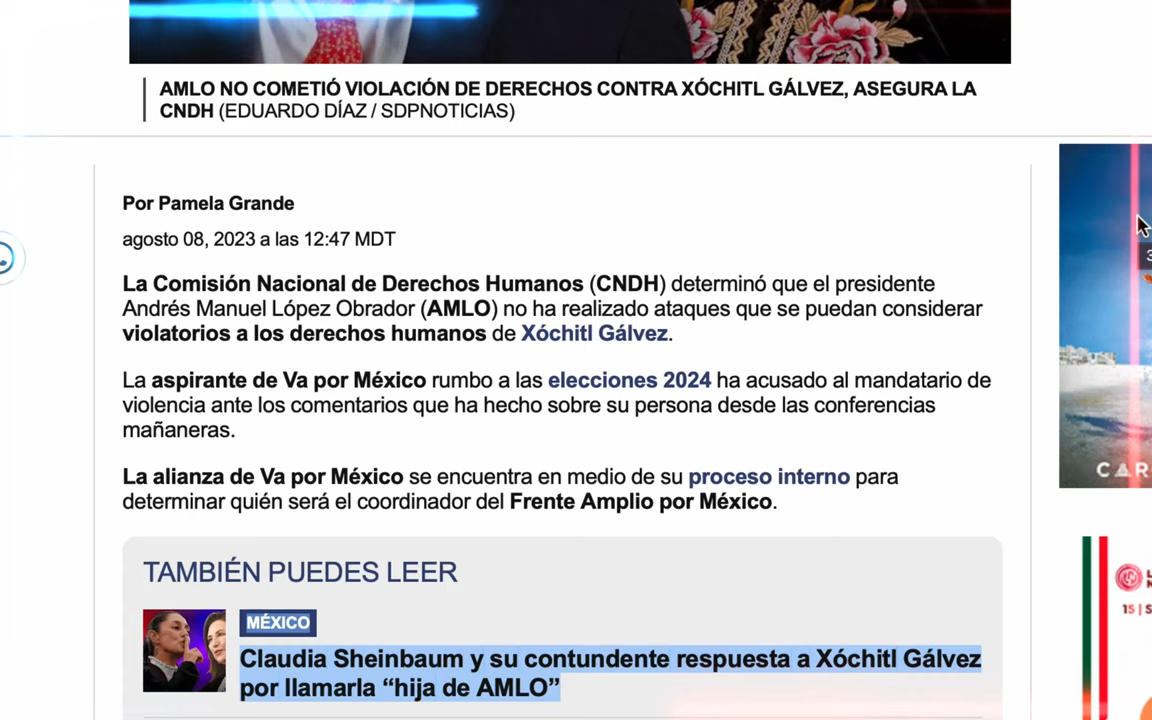 AMLO NO COMETIÓ VIOLACIÓN DE DERECHOS CONTRA XÓCHITL GÁLVEZ, ASEGURA LA
CNDH (EDUARDO DÍAZ / SDPNOTICIAS)
Por Pamela Grande
agosto 08, 2023 a las 12:47 MDT
La Comisión Nacional de Derechos Humanos (CNDH) determinó que el presidente
Andrés Manuel López Obrador (AMLO) no ha realizado ataques que se puedan considerar
violatorios a los derechos humanos de Xóchitl Gálvez.
La aspirante de Va por México rumbo a las elecciones 2024 ha acusado al mandatario de
violencia ante los comentarios que ha hecho sobre su persona desde las conferencias
mañaneras.
La alianza de Va por México se encuentra en medio de su proceso interno para
determinar quién será el coordinador del Frente Amplio por México.
TAMBIÉN PUEDES LEER
MÉXICO
Claudia Sheinbaum y su contundente respuesta a Xóchitl Gálvez
por llamarla “hija de AMLO”